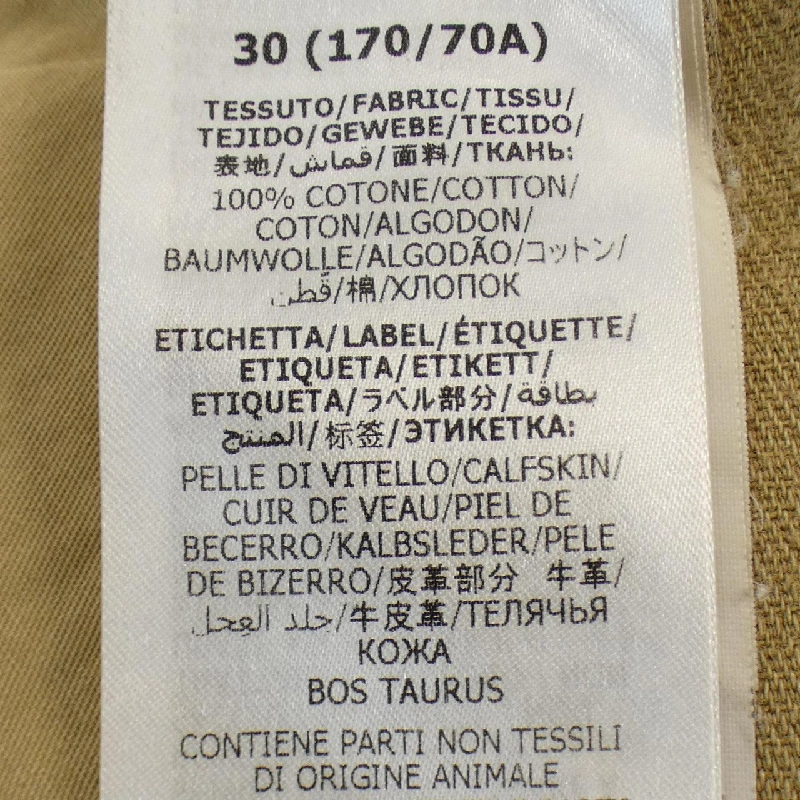 30 (170/70A)
TESSUTO/FABRIC/TISSU/
TEJIDO/GEWEBE/TECIDO/
表地/قماش/面料/ТКАНЬ:
100% COTONE/COTTON/
COTON/ALGODON/
BAUMWOLLE/ALGODÃO/コットン/
قطن/棉/ХЛОПОК
ETICHETTA/LABEL/ÉTIQUETTE/
ETIQUETA/ETIKETT/
ETIQUETA/ラベル部分/بطاقة
المنتج/标签/ЭТИКЕТКА:
PELLE DI VITELLO/CALFSKIN/
CUIR DE VEAU/PIEL DE
BECERRO/KALBSLEDER/PELE
DE BIZERRO/皮革部分 牛革/
جلد العجل/牛皮革/ТЕЛЯЧЬЯ
КОЖА
BOS TAURUS
CONTIENE PARTI NON TESSILI
DI ORIGINE ANIMALE